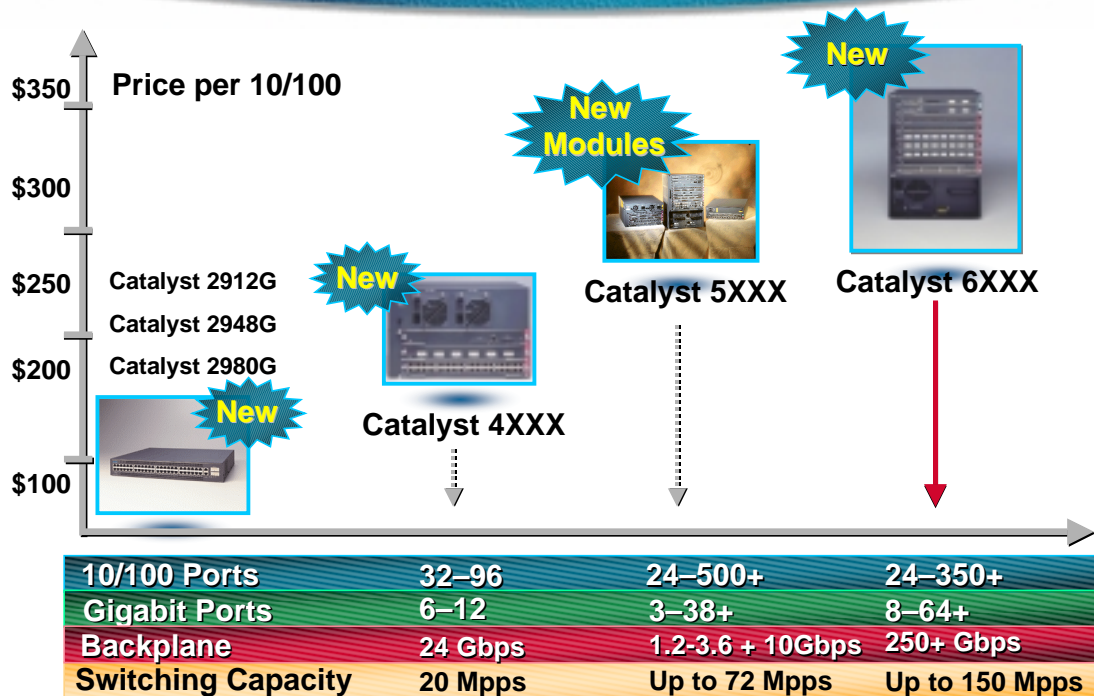 New
$350
Price per 10/100
New
Modules
$300
$250
Catalyst 2912G
New
Catalyst 5XXX
Catalyst 6XXX
Catalyst 2948G
$200
Catalyst 2980G
New
Catalyst 4XXX
$100
10/100 Ports 32–96 24–500+ 24–350+
Gigabit Ports 6–12 3–38+ 8–64+
Backplane 24 Gbps 1.2-3.6 + 10Gbps 250+ Gbps
Switching Capacity 20 Mpps Up to 72 Mpps Up to 150 Mpps